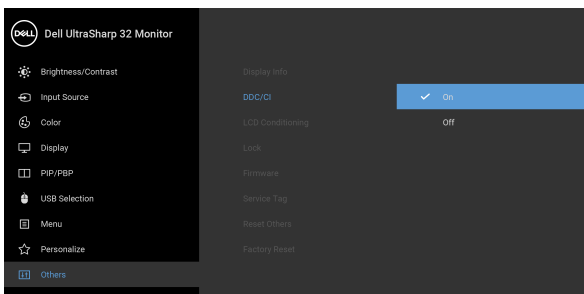 DELL Dell UltraSharp 32 Monitor
Brightness/Contrast
Input Source
Color
Display
PIP/PBP
USB Selection
Menu
Personalize
Others
Display Info
DDC/CI
LCD Conditioning
Lock
Firmware
Service Tag
Reset Others
Factory Reset
On
Off